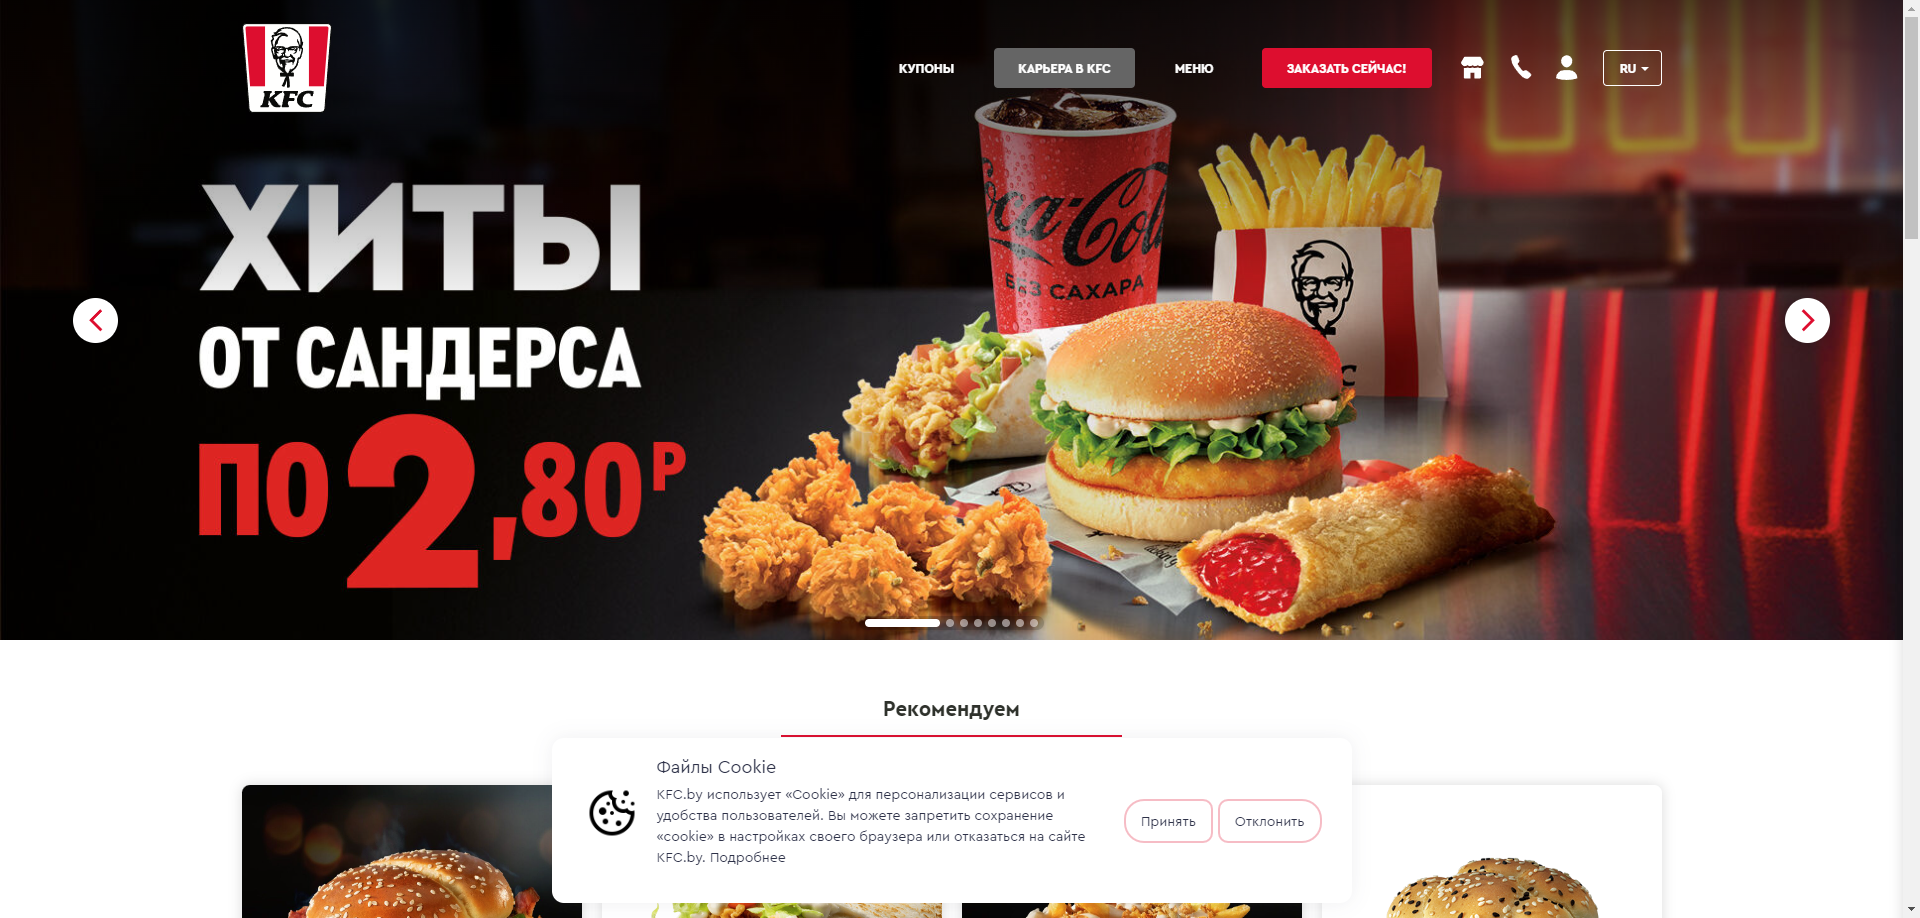 KFC
КУПОНЫ
КАРЬЕРА В KFC
МЕНЮ
ЗАКАЗАТЬ СЕЙЧАС!
RU
ХИТЫ
ОТ САНДЕРСА
ПО 2,80 Р
Coca-Cola
БЕЗ САХАРА
Рекомендуем
Файлы Cookie
KFC.by использует «Cookie» для персонализации сервисов и
удобства пользователей. Вы можете запретить сохранение
«cookie» в настройках своего браузера или отказаться на сайте
KFC.by. Подробнее
Принять
Отклонить